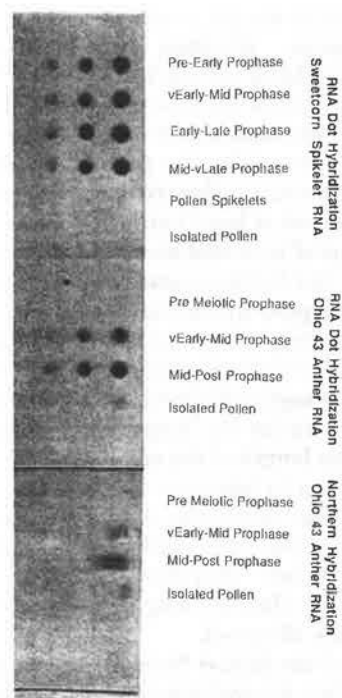 Pre-Early Prophase
vEarly-Mid Prophase
Early-Late Prophase
Mid-vLate Prophase
Pollen Spikelets
Isolated Pollen
RNA Dot Hybridization
Sweetcorn Spikelet RNA
Pre Meiotic Prophase
vEarly-Mid Prophase
Mid-Post Prophase
Isolated Pollen
RNA Dot Hybridization
Ohio 43 Anther RNA
Pre Meiotic Prophase
vEarly-Mid Prophase
Mid-Post Prophase
Isolated Pollen
Northern Hybridization
Ohio 43 Anther RNA